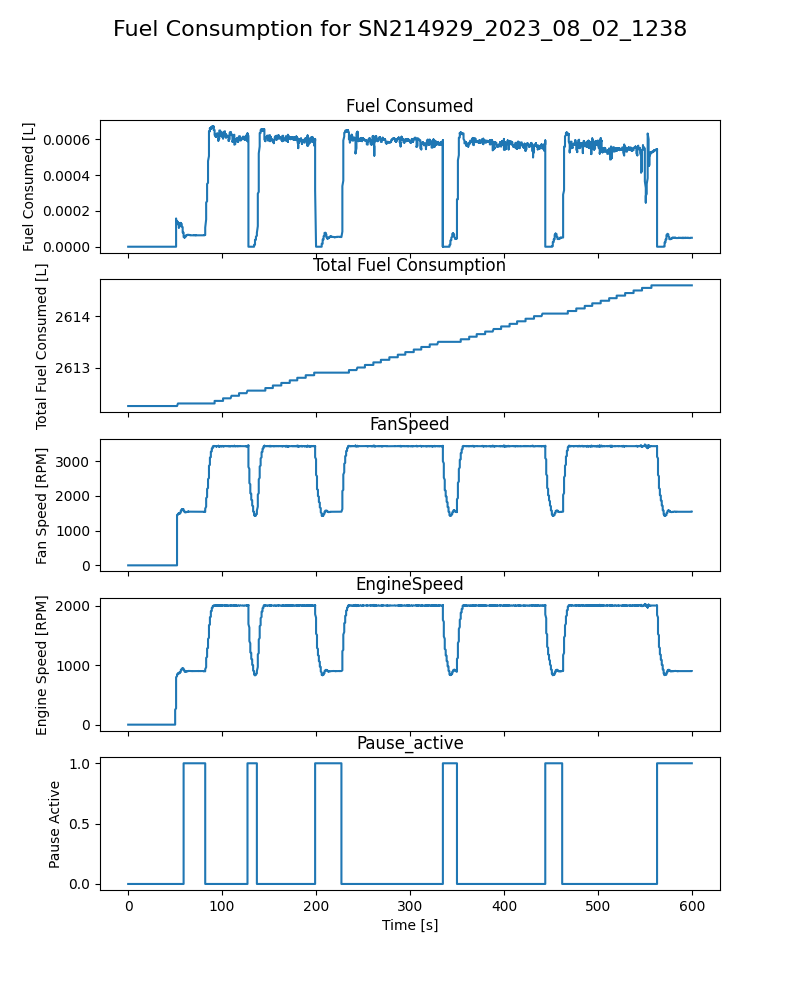 Fuel Consumption for SN214929_2023_08_02_1238
Fuel Consumed
Fuel Consumed [L]
0.0006
0.0004
0.0002
0.0000
Total Fuel Consumption
Total Fuel Consumed [L]
2614
2613
FanSpeed
Fan Speed [RPM]
3000
2000
1000
0
EngineSpeed
Engine Speed [RPM]
2000
1000
0
Pause_active
Pause Active
1.0
0.5
0.0
0 100 200 300 400 500 600
Time [s]